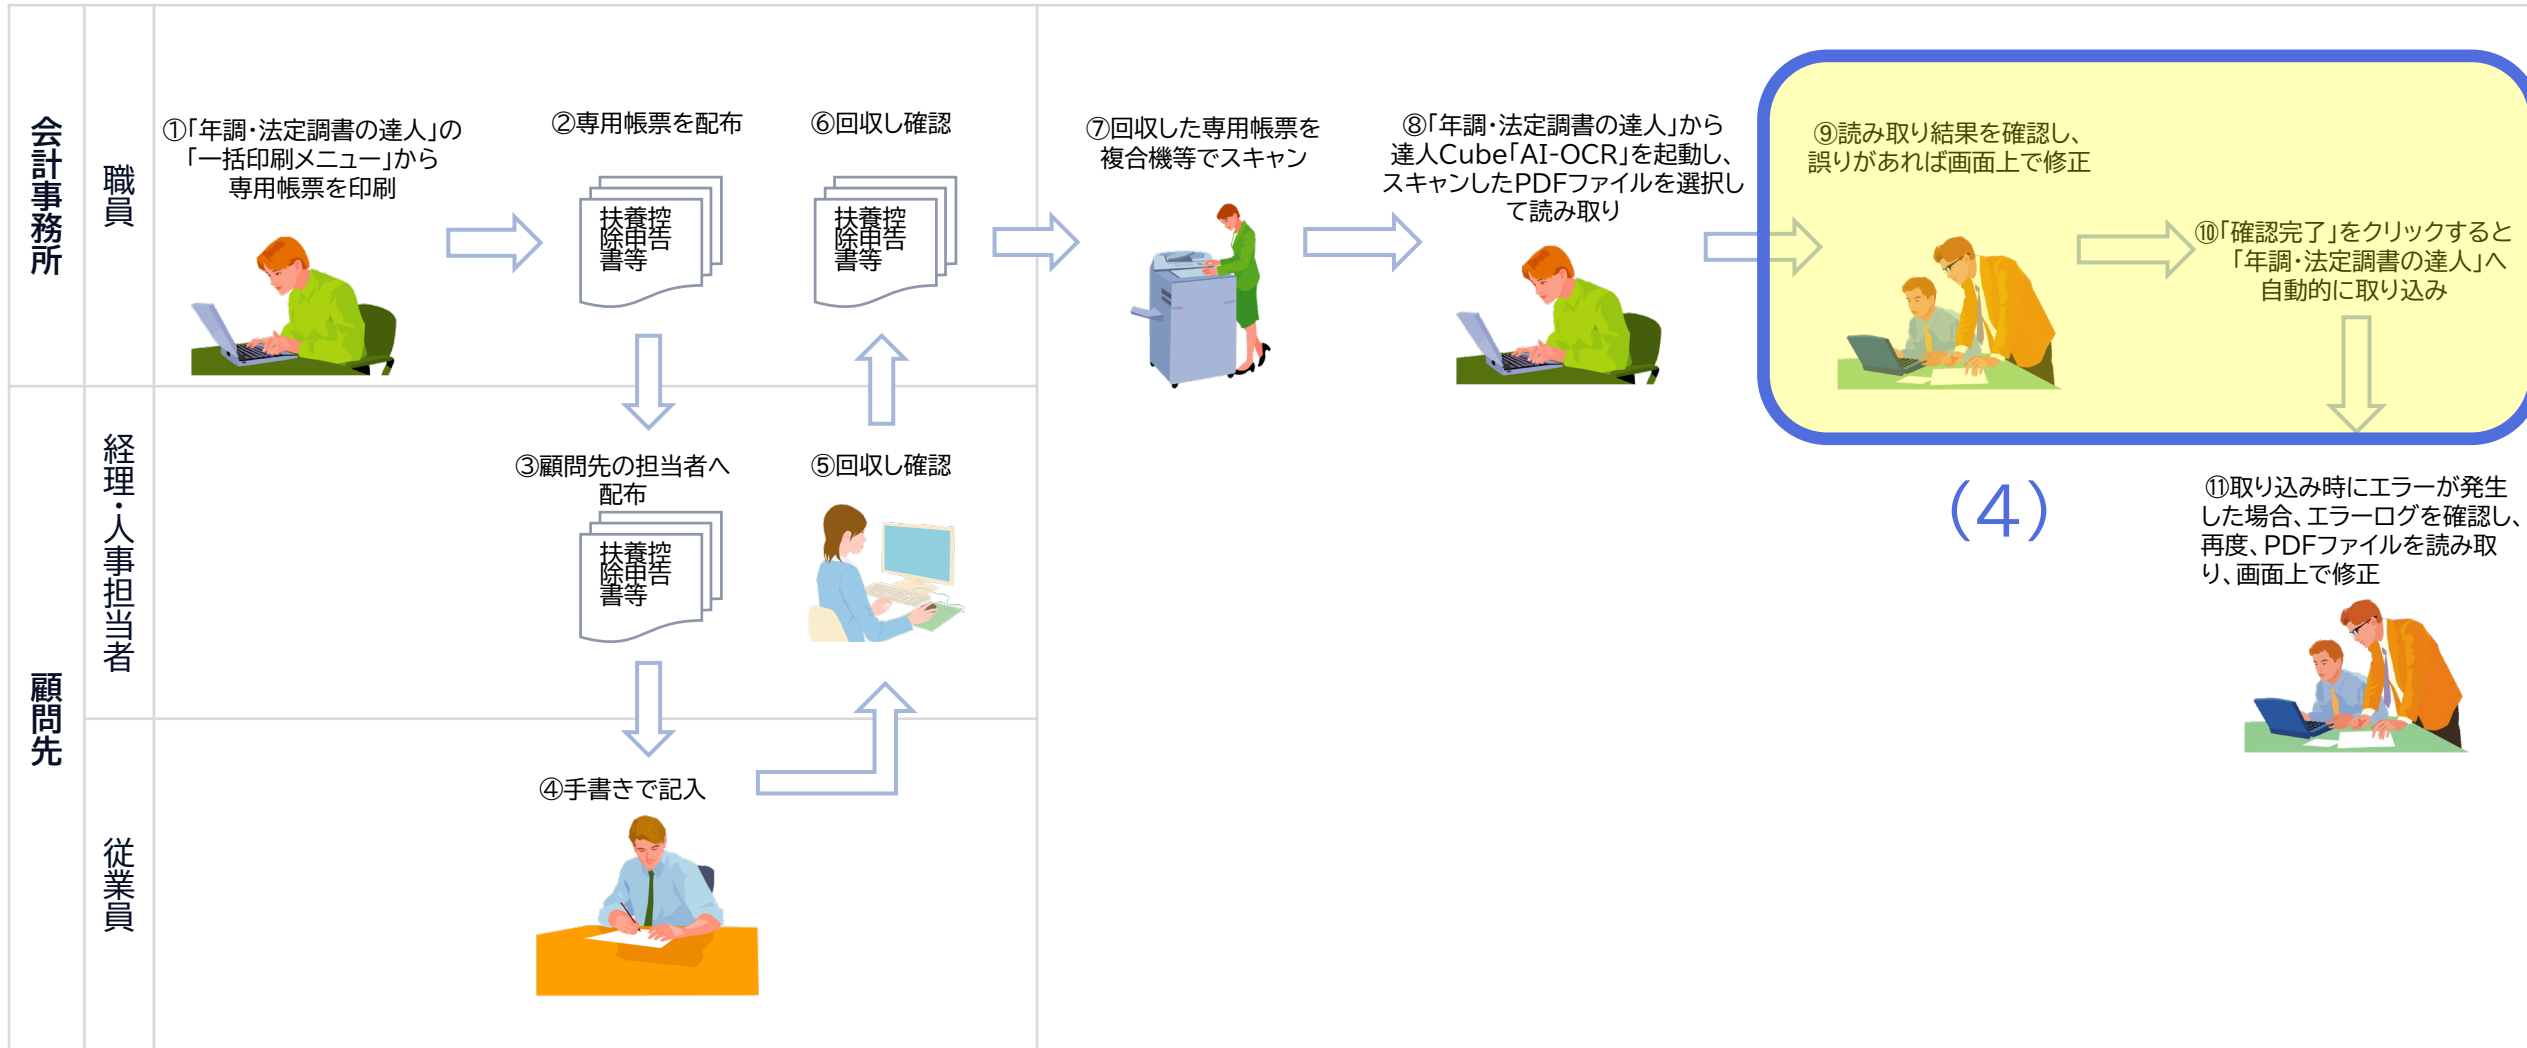 会計事務所
職員
①「年調・法定調書の達人」の
「一括印刷メニュー」から
専用帳票を印刷
②専用帳票を配布
扶養控
除申告
書等
⑥回収し確認
扶養控
除申告
書等
⑦回収した専用帳票を
複合機等でスキャン
⑧「年調・法定調書の達人」から
達人Cube「AI-OCR」を起動し、
スキャンしたPDFファイルを選択し
て読み取り
⑨読み取り結果を確認し、
誤りがあれば画面上で修正
⑩「確認完了」をクリックすると
「年調・法定調書の達人」へ
自動的に取り込み
顧問先
経理・人事担当者
③顧問先の担当者へ
配布
扶養控
除申告
書等
⑤回収し確認
(4)
⑪取り込み時にエラーが発生
した場合、エラーログを確認し、
再度、PDFファイルを読み取
り、画面上で修正
従業員
④手書きで記入